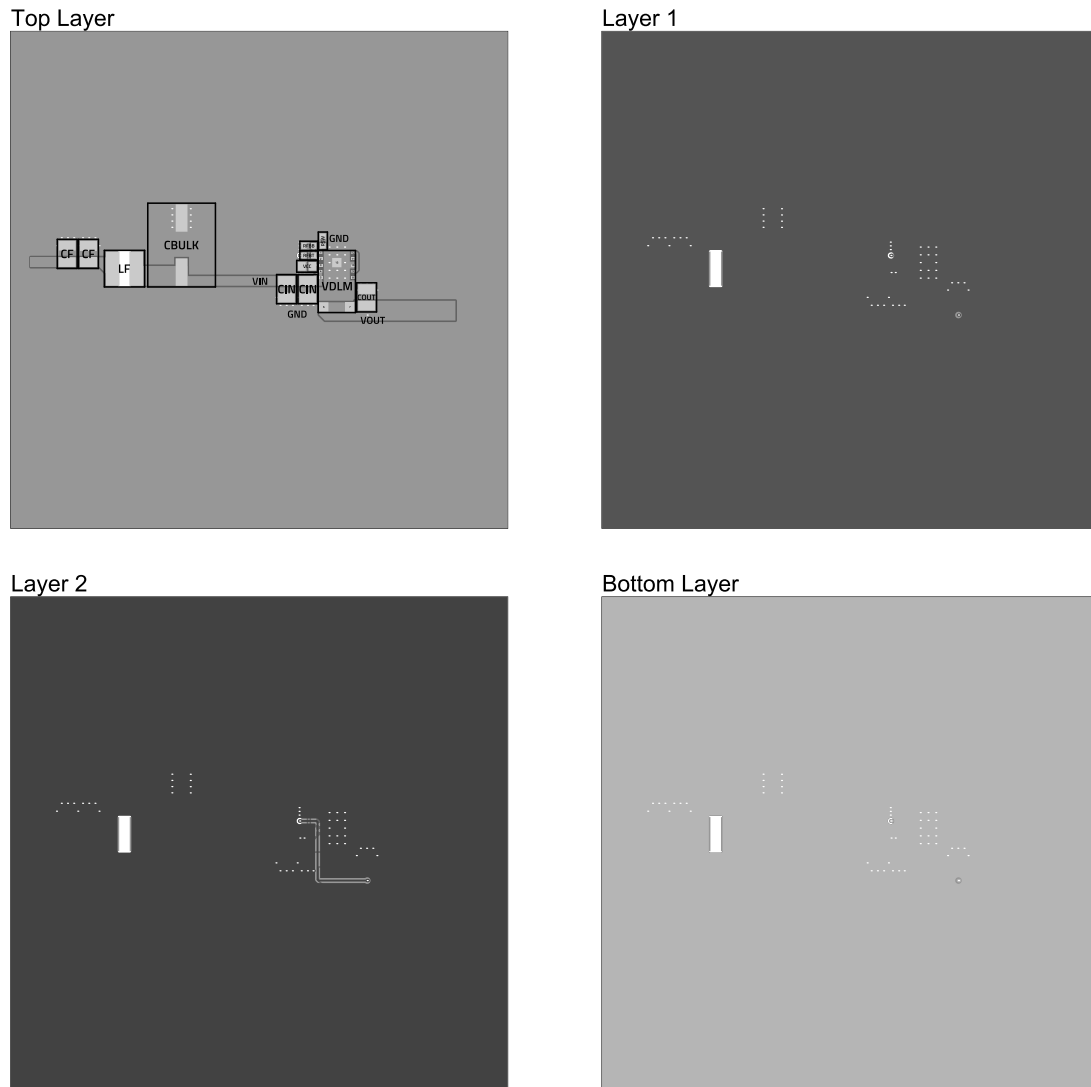 Top Layer
Layer 1
CF
CF
LF
CBULK
VIN
GND
VCC
VDLM
CIN
CIN
COUT
GND
VOUT
Layer 2
Bottom Layer